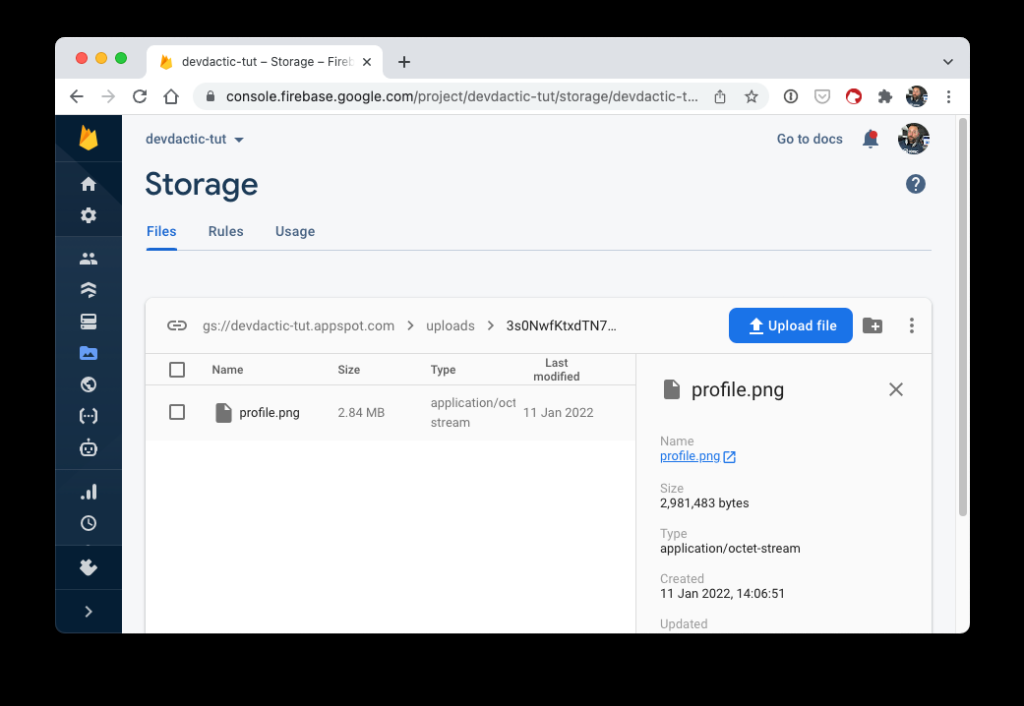 devdactic-tut – Storage – Fireb
console.firebase.google.com/project/devdactic-tut/storage/devdactic-t...
devdactic-tut
Go to docs
Storage
Files Rules Usage
gs://devdactic-tut.appspot.com > uploads > 3s0NwfKtxdTN7...
Upload file
Name Size Type Last
modified
profile.png 2.84 MB application/oct
stream 11 Jan 2022
profile.png
Name
profile.png
Size
2,981,483 bytes
Type
application/octet-stream
Created
11 Jan 2022, 14:06:51
Updated